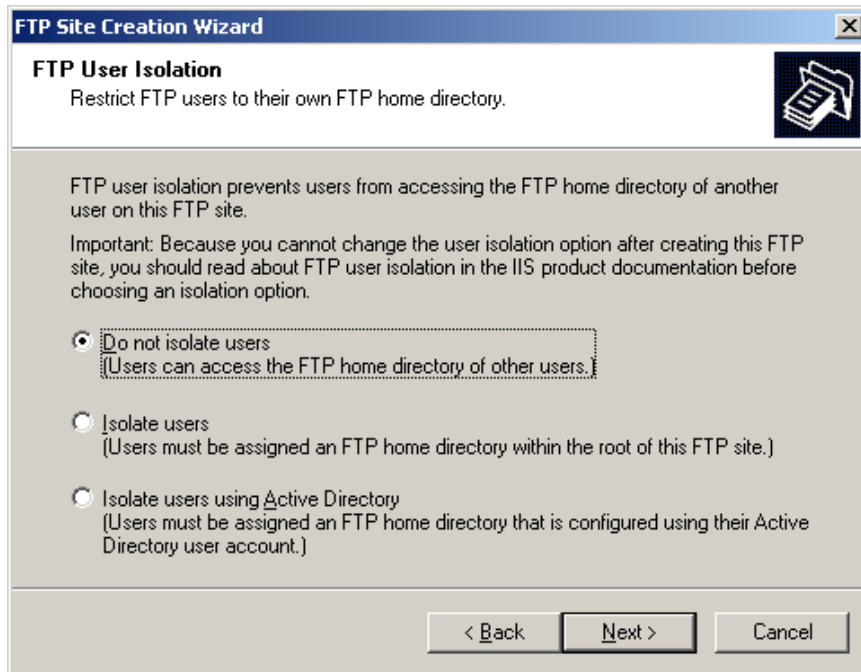 FTP Site Creation Wizard
FTP User Isolation
Restrict FTP users to their own FTP home directory.
FTP user isolation prevents users from accessing the FTP home directory of another
user on this FTP site.
Important: Because you cannot change the user isolation option after creating this FTP
site, you should read about FTP user isolation in the IIS product documentation before
choosing an isolation option.
Do not isolate users
(Users can access the FTP home directory of other users.)
Isolate users
(Users must be assigned an FTP home directory within the root of this FTP site.)
Isolate users using Active Directory
(Users must be assigned an FTP home directory that is configured using their Active
Directory user account.)
< Back
Next >
Cancel